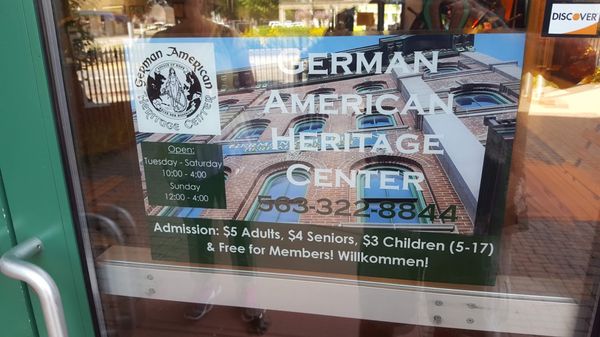 DISCOVER
German American
Heritage Center
German
American
Heritage
Center
Open:
Tuesday - Saturday
10:00 - 4:00
Sunday
12:00 - 4:00
563-322-8844
Admission: $5 Adults, $4 Seniors, $3 Children (5-17)
& Free for Members! Willkommen!